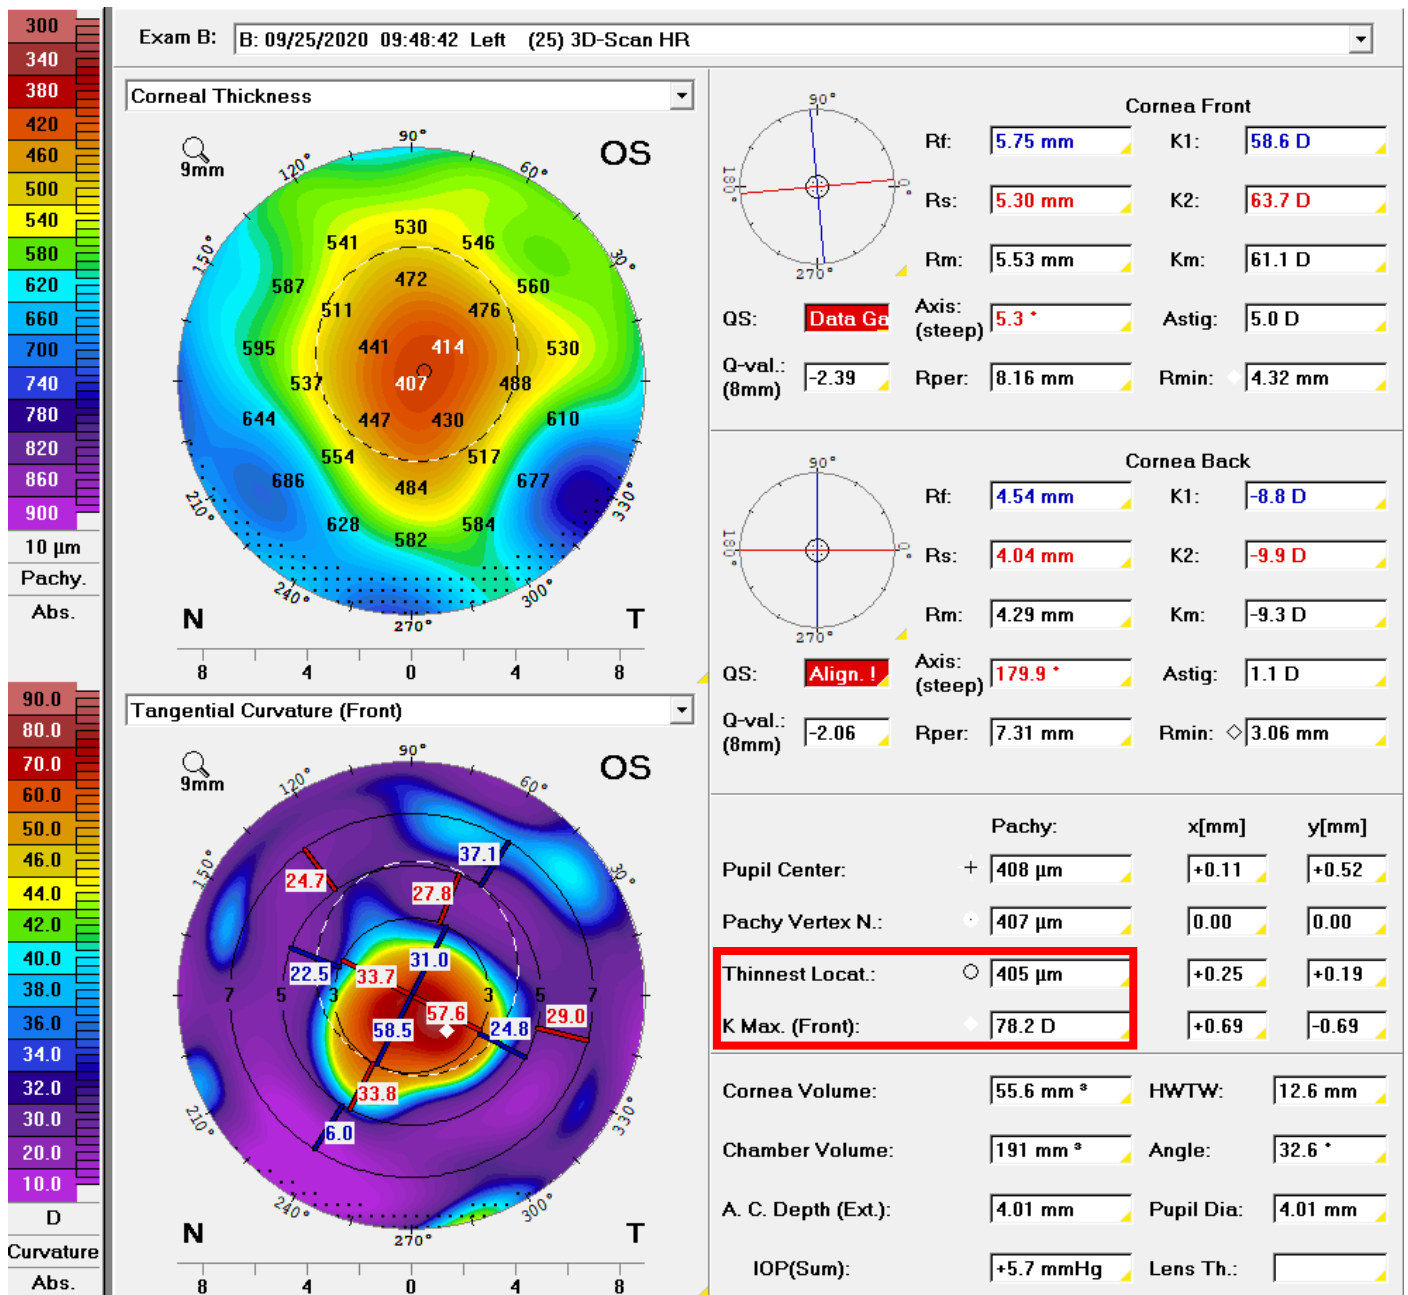 Exam B: B: 09/25/2020 09:48:42 Left (25) 3D-Scan HR
300
340
380
420
460
500
540
580
620
660
700
740
780
820
860
900
10 µm
Pachy.
Abs.
Corneal Thickness
9mm
OS
90°
120°
60°
150°
30°
210°
330°
240°
300°
270°
530
541
546
587
472
560
511
476
595
441
414
530
537
407
488
644
447
430
610
554
517
686
484
677
628
582
584
N
T
8 4 0 4 8
90.0
80.0
70.0
60.0
50.0
46.0
44.0
42.0
40.0
38.0
36.0
34.0
32.0
30.0
20.0
10.0
D
Curvature
Abs.
Tangential Curvature (Front)
9mm
OS
90°
120°
60°
150°
30°
210°
330°
240°
300°
270°
37.1
24.7
27.8
31.0
22.5
33.7
7 5 3 3 5 7
57.6
29.0
58.5
24.8
33.8
6.0
N
T
8 4 0 4 8
Cornea Front
90°
180°
0°
270°
Rf: 5.75 mm K1: 58.6 D
Rs: 5.30 mm K2: 63.7 D
Rm: 5.53 mm Km: 61.1 D
QS: Data Ga Axis: (steep) 5.3 ° Astig: 5.0 D
Q-val.: (8mm) -2.39 Rper: 8.16 mm Rmin: 4.32 mm
Cornea Back
90°
180°
0°
270°
Rf: 4.54 mm K1: -8.8 D
Rs: 4.04 mm K2: -9.9 D
Rm: 4.29 mm Km: -9.3 D
QS: Align. ! Axis: (steep) 179.9 ° Astig: 1.1 D
Q-val.: (8mm) -2.06 Rper: 7.31 mm Rmin: 3.06 mm
Pachy: x[mm] y[mm]
Pupil Center: + 408 µm +0.11 +0.52
Pachy Vertex N.: 407 µm 0.00 0.00
Thinnest Locat.: 405 µm +0.25 +0.19
K Max. (Front): 78.2 D +0.69 -0.69
Cornea Volume: 55.6 mm ³ HWTW: 12.6 mm
Chamber Volume: 191 mm ³ Angle: 32.6 °
A. C. Depth (Ext.): 4.01 mm Pupil Dia: 4.01 mm
IOP(Sum): +5.7 mmHg Lens Th.: